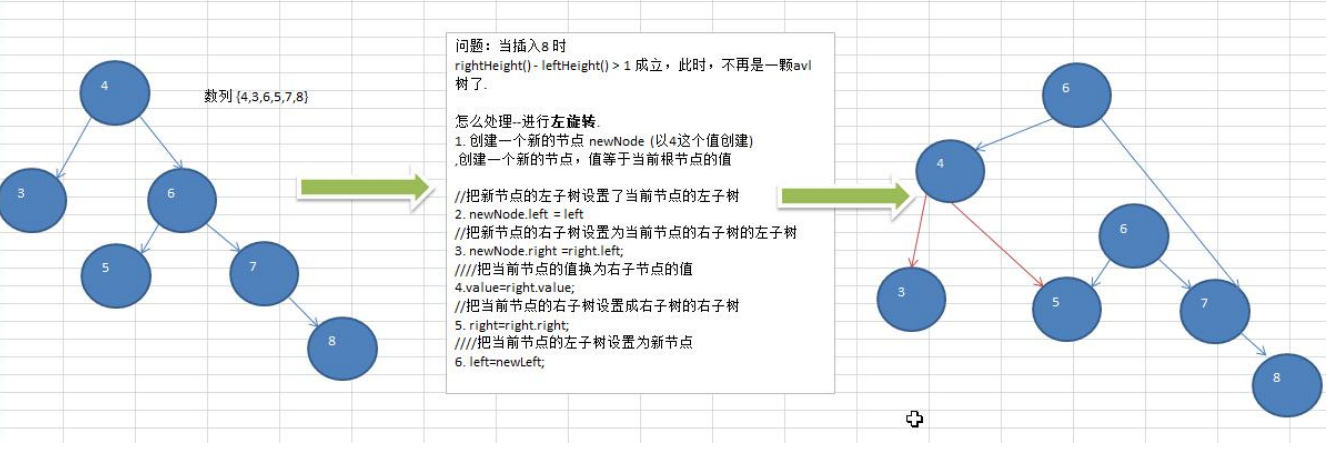 4
3
6
5
7
8
数列 {4,3,6,5,7,8}
问题：当插入8 时
rightHeight() - leftHeight() > 1 成立，此时，不再是一颗avl
树了.
怎么处理--进行左旋转.
1. 创建一个新的节点 newNode (以4这个值创建)
,创建一个新的节点，值等于当前根节点的值
//把新节点的左子树设置了当前节点的左子树
2. newNode.left = left
//把新节点的右子树设置为当前节点的右子树的左子树
3. newNode.right =right.left;
////把当前节点的值换为右子节点的值
4.value=right.value;
//把当前节点的右子树设置成右子树的右子树
5. right=right.right;
////把当前节点的左子树设置为新节点
6. left=newLeft;
6
4
6
3
5
7
8